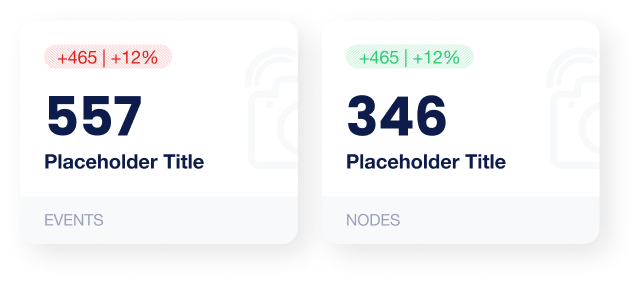 +465 | +12%
557
Placeholder Title
EVENTS
+465 | +12%
346
Placeholder Title
NODES